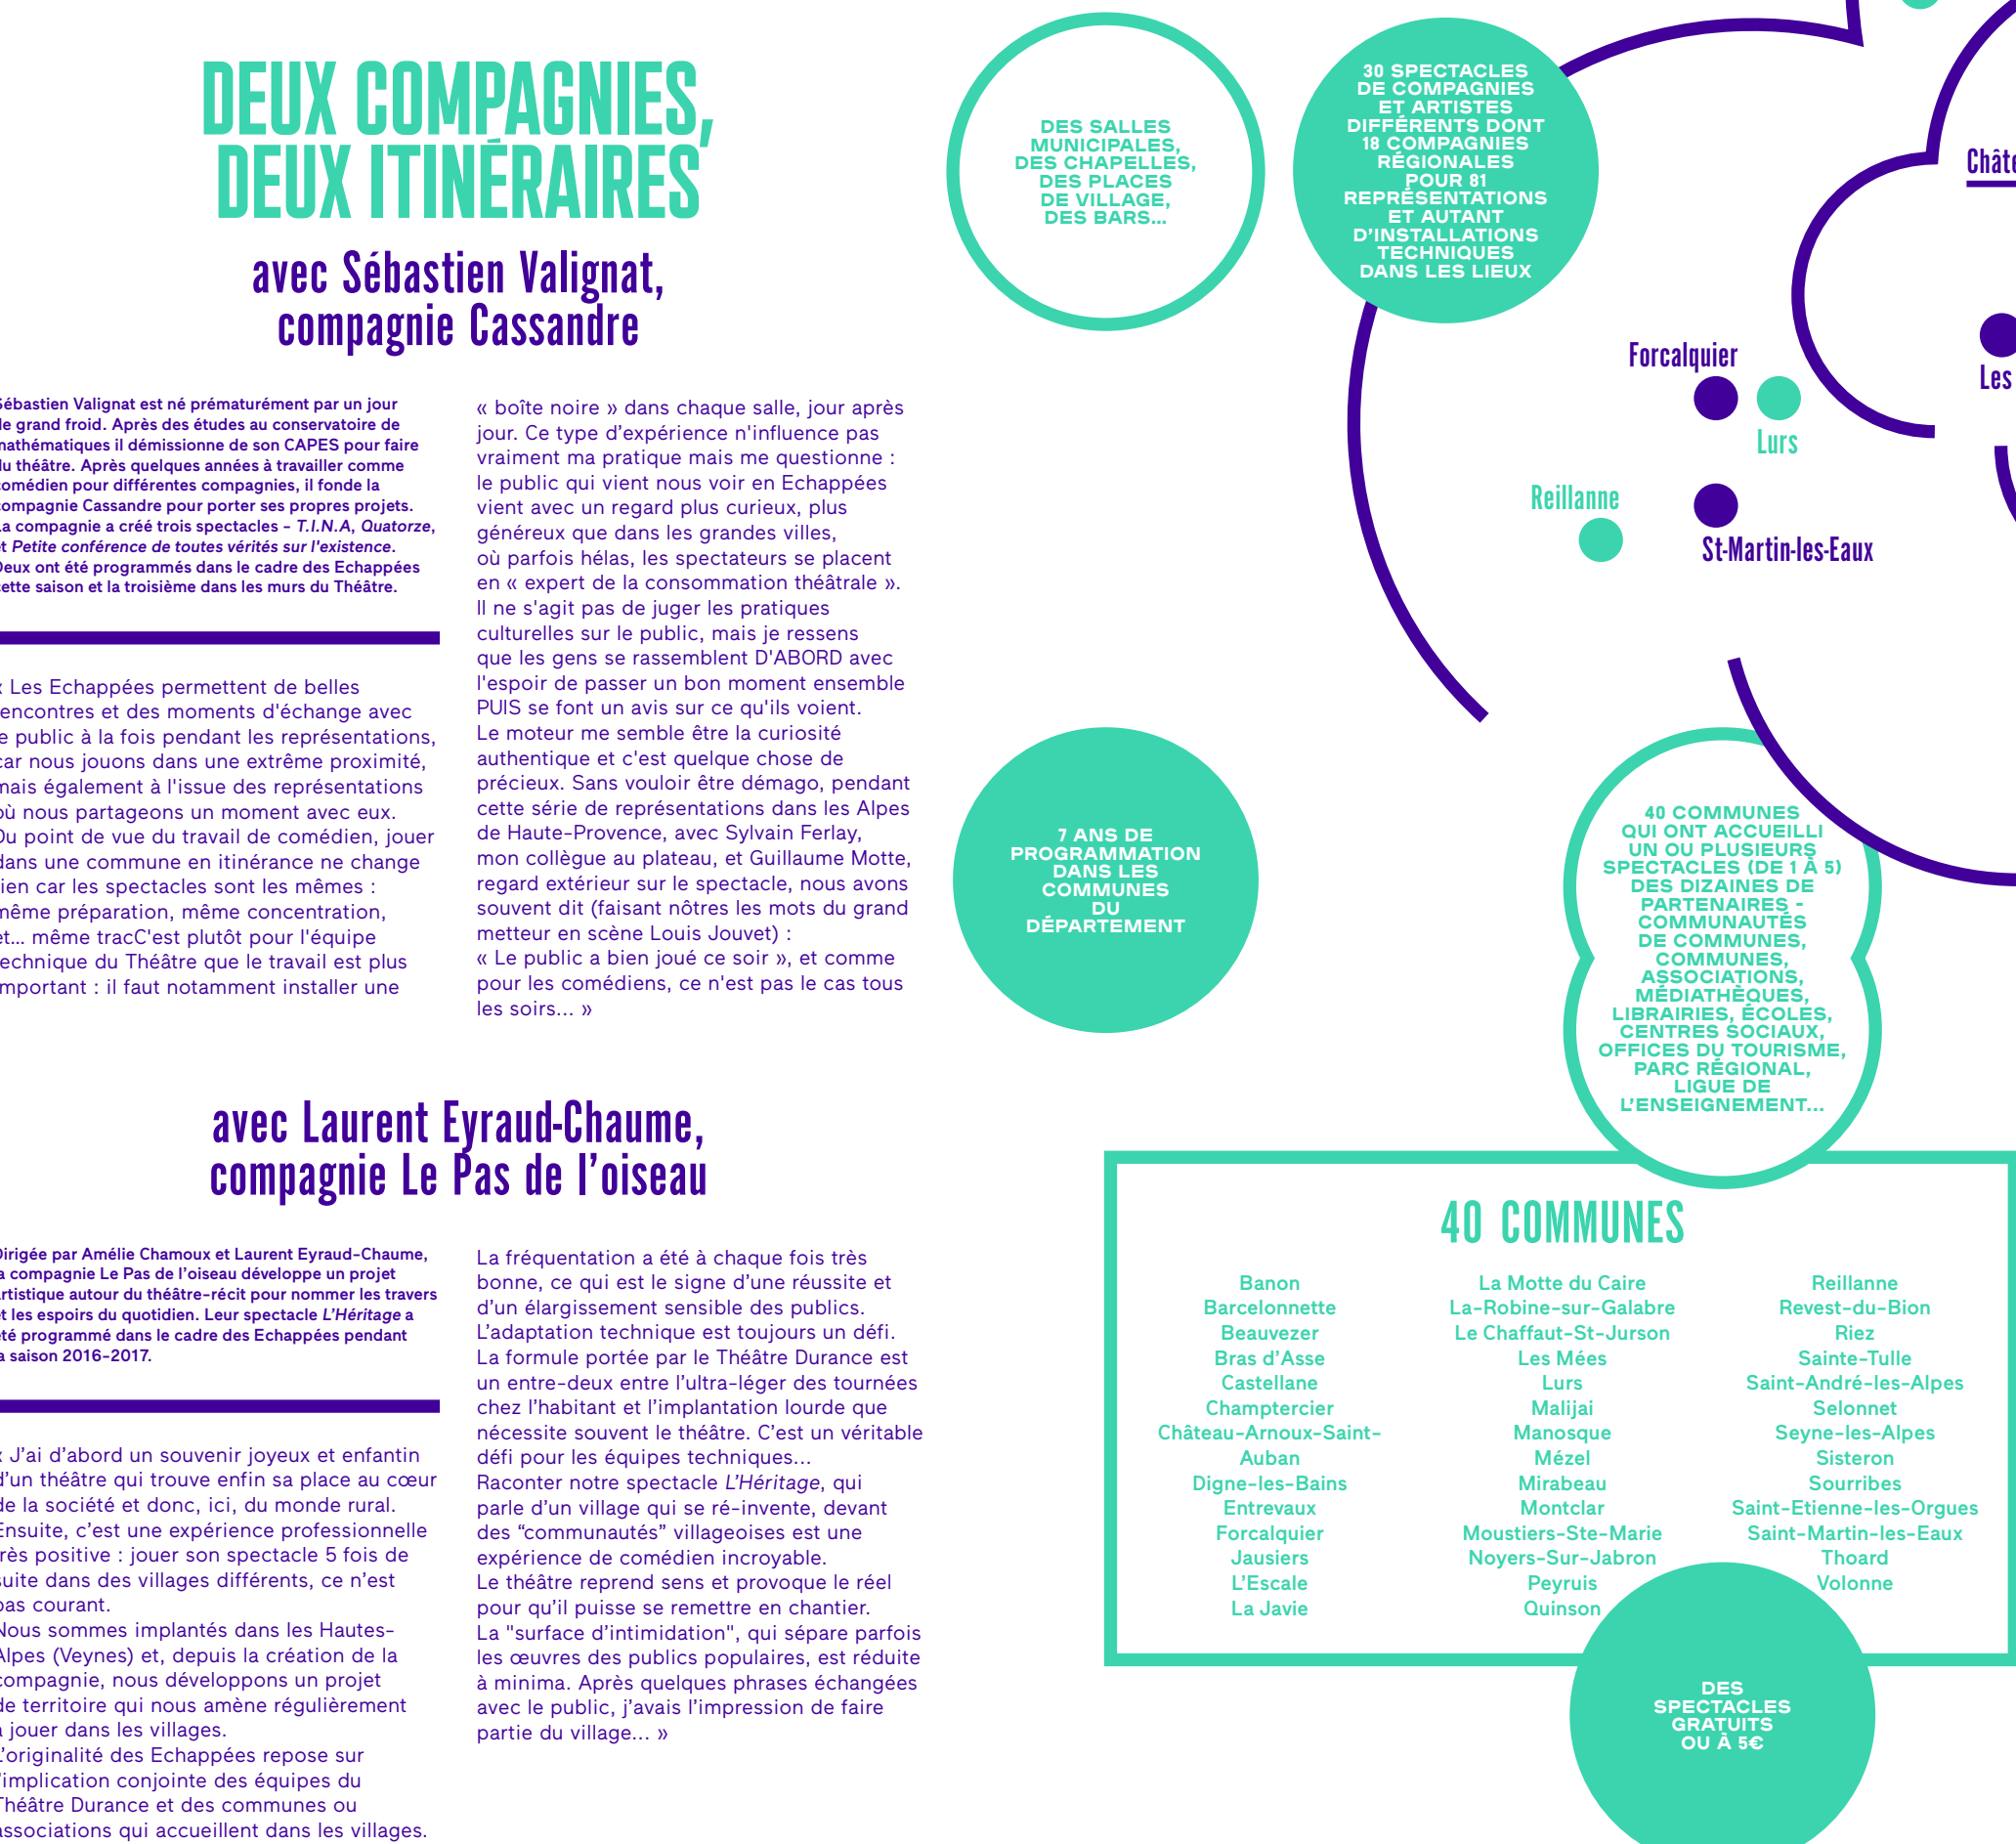 DEUX COMPAGNIES,
DEUX ITINÉRAIRES
avec Sébastien Valignat,
compagnie Cassandre
Sébastien Valignat est né prématurément par un jour
de grand froid. Après des études au conservatoire de
mathématiques il démissionne de son CAPES pour faire
du théâtre. Après quelques années à travailler comme
comédien pour différentes compagnies, il fonde la
compagnie Cassandre pour porter ses propres projets.
La compagnie a créé trois spectacles - T.I.N.A, Quatorze,
et Petite conférence de toutes vérités sur l'existence.
Deux ont été programmés dans le cadre des Echappées
cette saison et la troisième dans les murs du Théâtre.
« Les Echappées permettent de belles
rencontres et des moments d'échange avec
le public à la fois pendant les représentations,
car nous jouons dans une extrême proximité,
mais également à l'issue des représentations
où nous partageons un moment avec eux.
Du point de vue du travail de comédien, jouer
dans une commune en itinérance ne change
rien car les spectacles sont les mêmes :
même préparation, même concentration,
et... même tracC'est plutôt pour l'équipe
technique du Théâtre que le travail est plus
important : il faut notamment installer une
« boîte noire » dans chaque salle, jour après
jour. Ce type d’expérience n'influence pas
vraiment ma pratique mais me questionne :
le public qui vient nous voir en Echappées
vient avec un regard plus curieux, plus
généreux que dans les grandes villes,
où parfois hélas, les spectateurs se placent
en « expert de la consommation théâtrale ».
Il ne s'agit pas de juger les pratiques
culturelles sur le public, mais je ressens
que les gens se rassemblent D'ABORD avec
l'espoir de passer un bon moment ensemble
PUIS se font un avis sur ce qu'ils voient.
Le moteur me semble être la curiosité
authentique et c'est quelque chose de
précieux. Sans vouloir être démago, pendant
cette série de représentations dans les Alpes
de Haute-Provence, avec Sylvain Ferlay,
mon collègue au plateau, et Guillaume Motte,
regard extérieur sur le spectacle, nous avons
souvent dit (faisant nôtres les mots du grand
metteur en scène Louis Jouvet) :
« Le public a bien joué ce soir », et comme
pour les comédiens, ce n'est pas le cas tous
les soirs... »
avec Laurent Eyraud-Chaume,
compagnie Le Pas de l’oiseau
Dirigée par Amélie Chamoux et Laurent Eyraud-Chaume,
la compagnie Le Pas de l’oiseau développe un projet
artistique autour du théâtre-récit pour nommer les travers
et les espoirs du quotidien. Leur spectacle L’Héritage a
été programmé dans le cadre des Echappées pendant
la saison 2016-2017.
« J’ai d’abord un souvenir joyeux et enfantin
d’un théâtre qui trouve enfin sa place au cœur
de la société et donc, ici, du monde rural.
Ensuite, c’est une expérience professionnelle
très positive : jouer son spectacle 5 fois de
suite dans des villages différents, ce n’est
pas courant.
Nous sommes implantés dans les Hautes-
Alpes (Veynes) et, depuis la création de la
compagnie, nous développons un projet
de territoire qui nous amène régulièrement
à jouer dans les villages.
L’originalité des Echappées repose sur
l’implication conjointe des équipes du
Théâtre Durance et des communes ou
associations qui accueillent dans les villages.
La fréquentation a été à chaque fois très
bonne, ce qui est le signe d’une réussite et
d’un élargissement sensible des publics.
L’adaptation technique est toujours un défi.
La formule portée par le Théâtre Durance est
un entre-deux entre l’ultra-léger des tournées
chez l’habitant et l’implantation lourde que
nécessite souvent le théâtre. C’est un véritable
défi pour les équipes techniques...
Raconter notre spectacle L’Héritage, qui
parle d’un village qui se ré-invente, devant
des “communautés” villageoises est une
expérience de comédien incroyable.
Le théâtre reprend sens et provoque le réel
pour qu’il puisse se remettre en chantier.
La "surface d’intimidation", qui sépare parfois
les œuvres des publics populaires, est réduite
à minima. Après quelques phrases échangées
avec le public, j’avais l’impression de faire
partie du village... »
DES SALLES
MUNICIPALES,
DES CHAPELLES,
DES PLACES
DE VILLAGE,
DES BARS...
30 SPECTACLES
DE COMPAGNIES
ET ARTISTES
DIFFÉRENTS DONT
18 COMPAGNIES
RÉGIONALES
POUR 81
REPRÉSENTATIONS
ET AUTANT
D’INSTALLATIONS
TECHNIQUES
DANS LES LIEUX
Forcalquier
Lurs
Reillanne
St-Martin-les-Eaux
Les
7 ANS DE
PROGRAMMATION
DANS LES
COMMUNES
DU
DÉPARTEMENT
40 COMMUNES
QUI ONT ACCUEILLI
UN OU PLUSIEURS
SPECTACLES (DE 1 À 5)
DES DIZAINES DE
PARTENAIRES -
COMMUNAUTÉS
DE COMMUNES,
COMMUNES,
ASSOCIATIONS,
MÉDIATHÈQUES,
LIBRAIRIES, ÉCOLES,
CENTRES SOCIAUX,
OFFICES DU TOURISME,
PARC RÉGIONAL,
LIGUE DE
L’ENSEIGNEMENT...
40 COMMUNES
Banon
Barcelonnette
Beauvezer
Bras d’Asse
Castellane
Champtercier
Château-Arnoux-Saint-
Auban
Digne-les-Bains
Entrevaux
Forcalquier
Jausiers
L’Escale
La Javie
La Motte du Caire
La-Robine-sur-Galabre
Le Chaffaut-St-Jurson
Les Mées
Lurs
Malijai
Manosque
Mézel
Mirabeau
Montclar
Moustiers-Ste-Marie
Noyers-Sur-Jabron
Peyruis
Quinson
Reillanne
Revest-du-Bion
Riez
Sainte-Tulle
Saint-André-les-Alpes
Selonnet
Seyne-les-Alpes
Sisteron
Sourribes
Saint-Etienne-les-Orgues
Saint-Martin-les-Eaux
Thoard
Volonne
DES
SPECTACLES
GRATUITS
OU À 5€